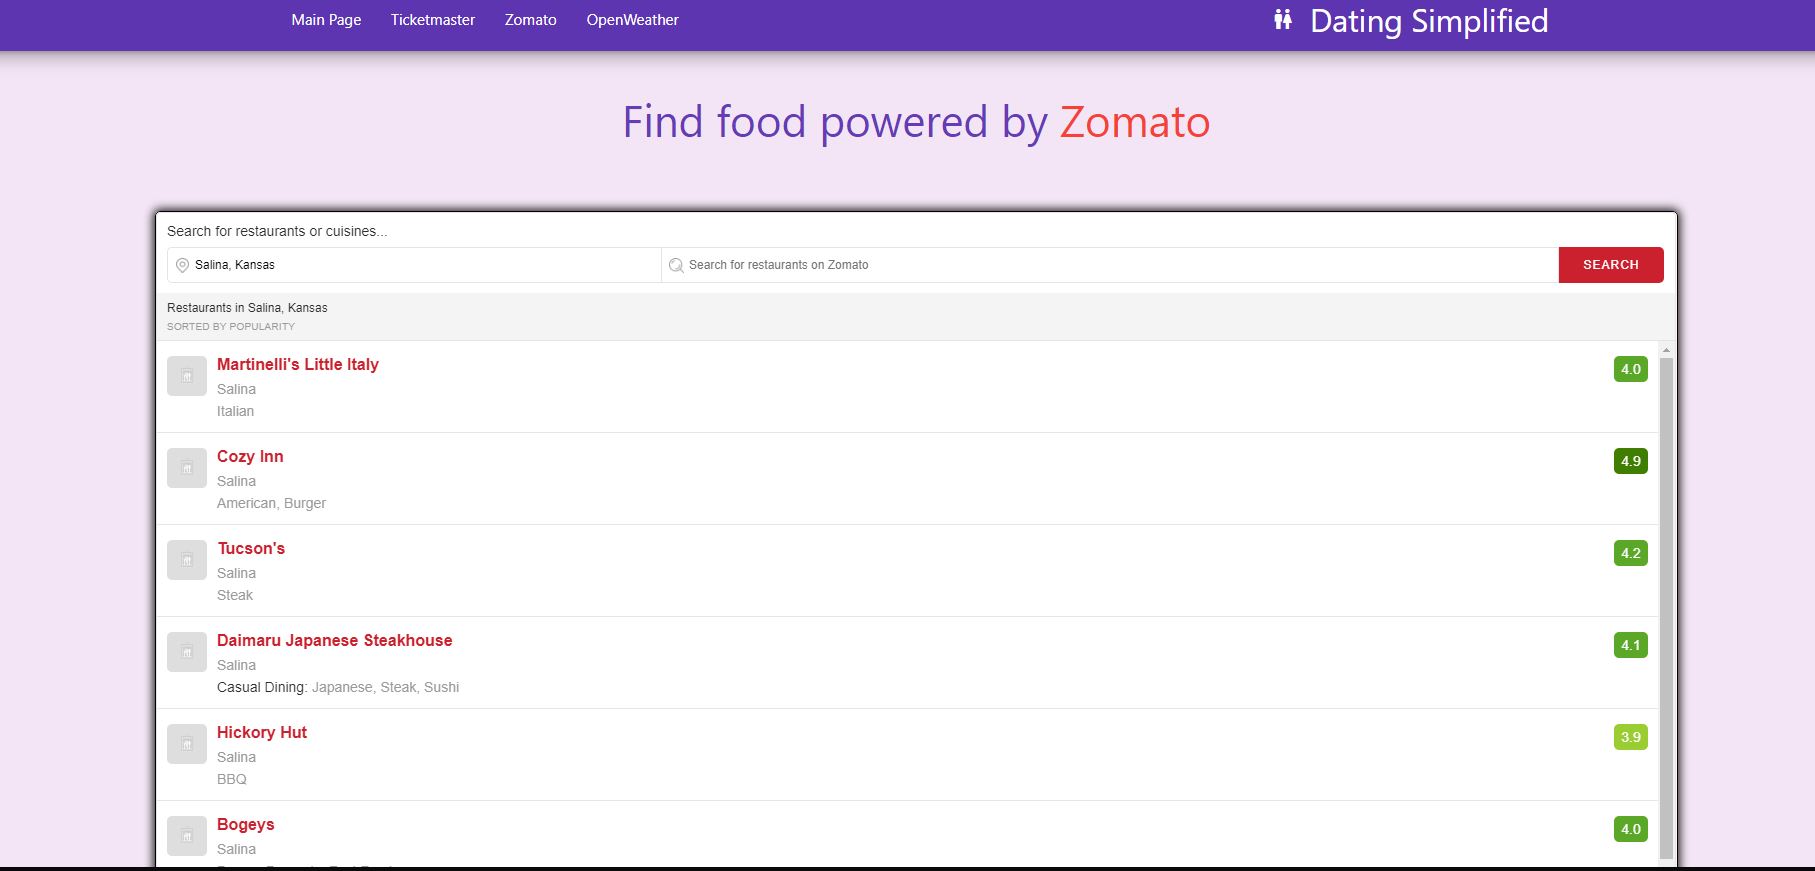 Main Page Ticketmaster Zomato OpenWeather Dating Simplified
Find food powered by Zomato
Search for restaurants or cuisines...
Salina, Kansas Search for restaurants on Zomato SEARCH
Restaurants in Salina, Kansas
SORTED BY POPULARITY
Martinelli's Little Italy 4.0
Salina
Italian
Cozy Inn 4.9
Salina
American, Burger
Tucson's 4.2
Salina
Steak
Daimaru Japanese Steakhouse 4.1
Salina
Casual Dining: Japanese, Steak, Sushi
Hickory Hut 3.9
Salina
BBQ
Bogeys 4.0
Salina